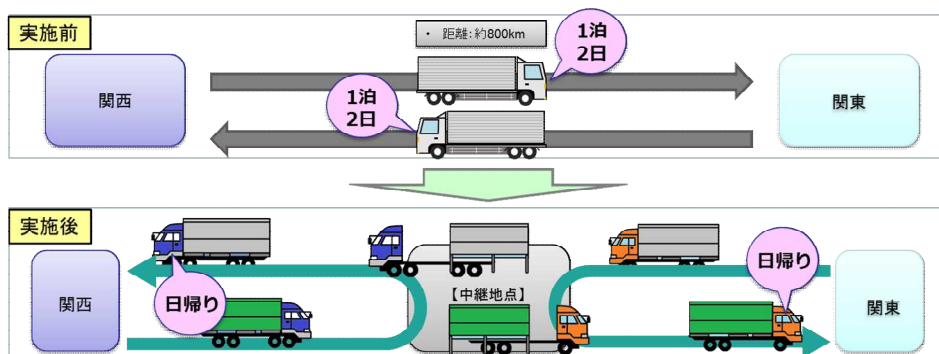 実施前
・ 距離：約800km
1泊
2日
関西
関東
1泊
2日
実施後
日帰り
関西
日帰り
【中継地点】
関東